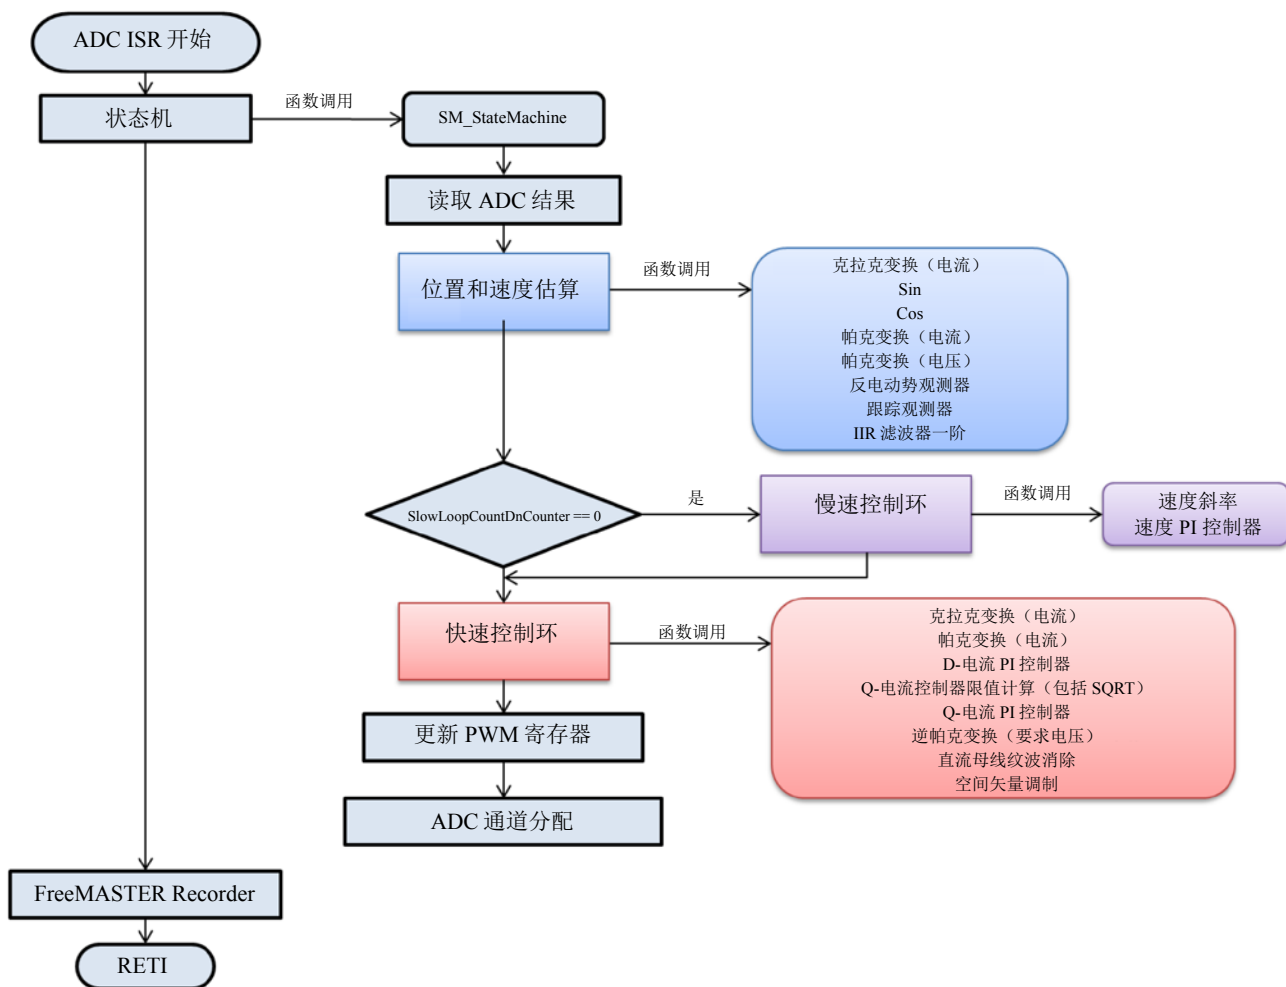 ADC ISR 开始
状态机
函数调用
SM_StateMachine
读取 ADC 结果
位置和速度估算
函数调用
克拉克变换（电流）
Sin
Cos
帕克变换（电流）
帕克变换（电压）
反电动势观测器
跟踪观测器
IIR 滤波器一阶
SlowLoopCountDnCounter == 0
是
慢速控制环
函数调用
速度斜率
速度 PI 控制器
快速控制环
函数调用
克拉克变换（电流）
帕克变换（电流）
D-电流 PI 控制器
Q-电流控制器限值计算（包括 SQRT）
Q-电流 PI 控制器
逆帕克变换（要求电压）
直流母线纹波消除
空间矢量调制
更新 PWM 寄存器
ADC 通道分配
FreeMASTER Recorder
RETI